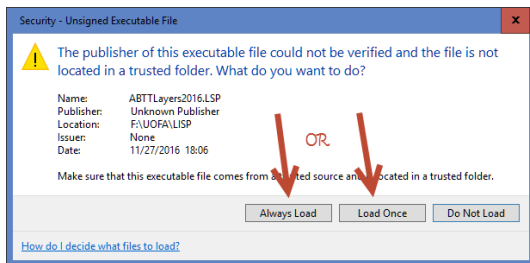 Security - Unsigned Executable File
x
The publisher of this executable file could not be verified and the file is not
located in a trusted folder. What do you want to do?
Name: ABTTLayers2016.LSP
Publisher: Unknown Publisher
Location: F:\UOFA\LISP
Issuer: None
Date: 11/27/2016 18:06
OR
Make sure that this executable file comes from a ted source and located in a trusted folder.
Always Load Load Once Do Not Load
How do I decide what files to load?